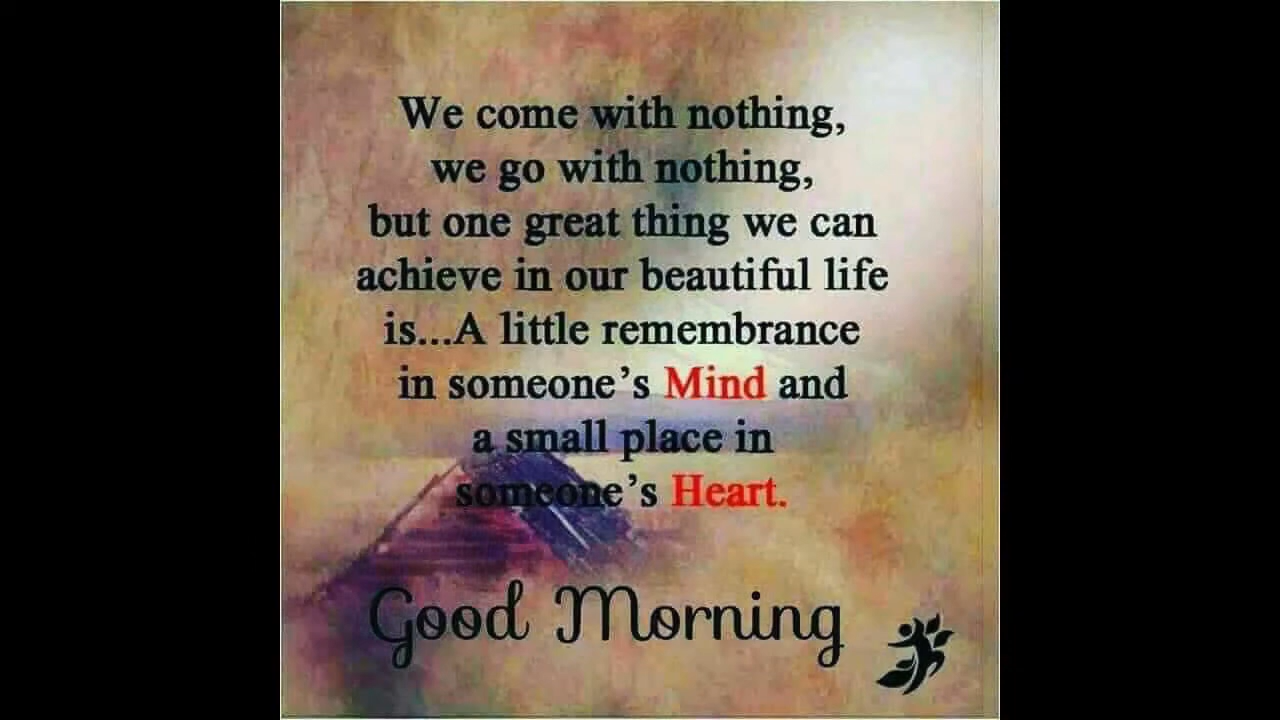 We come with nothing,
we go with nothing,
but one great thing we can
achieve in our beautiful life
is...A little remembrance
in someone's Mind and
a small place in
someone's Heart.
Good Morning